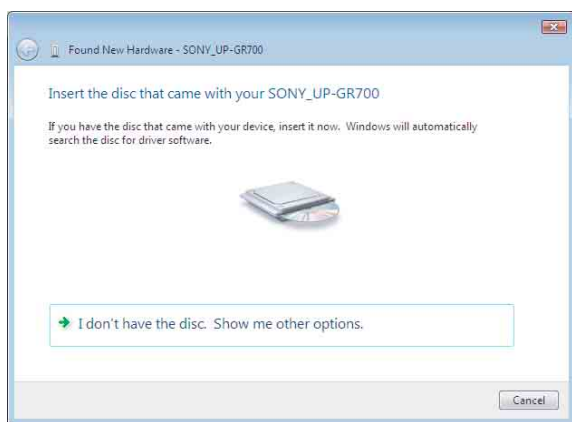 Found New Hardware - SONY_UP-GR700
Insert the disc that came with your SONY_UP-GR700
If you have the disc that came with your device, insert it now. Windows will automatically
search the disc for driver software.
I don't have the disc. Show me other options.
Cancel